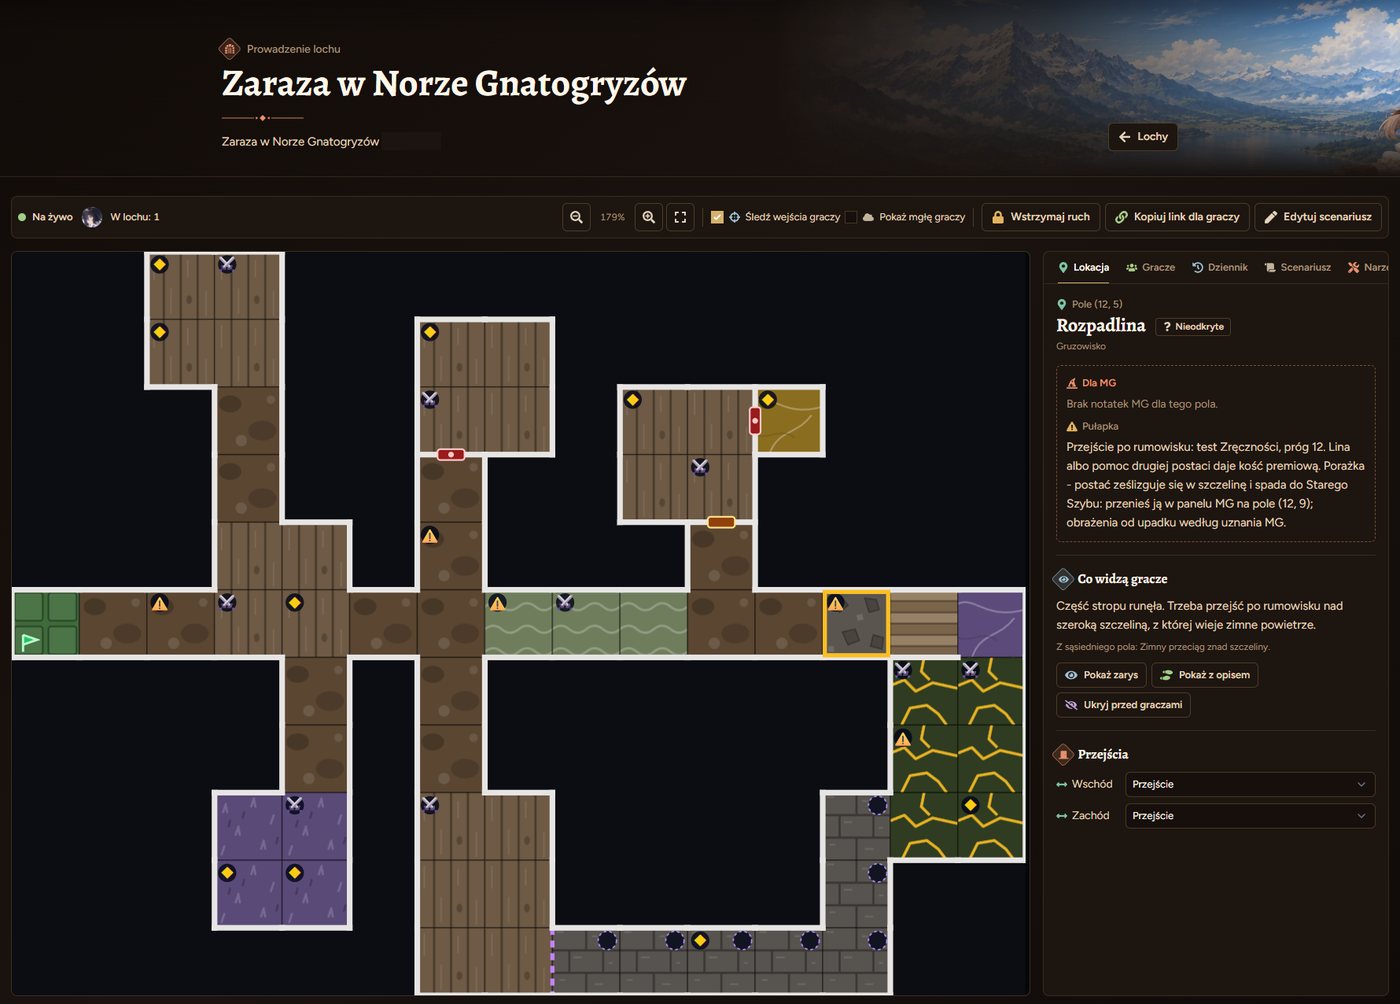 Prowadzenie lochu
Zaraza w Norze Gnatogryzów
Zaraza w Norze Gnatogryzów
Lochy
Na żywo
W lochu: 1
179%
Śledź wejścia graczy
Pokaż mgłę graczy
Wstrzymaj ruch
Kopiuj link dla graczy
Edytuj scenariusz
Lokacja
Gracze
Dziennik
Scenariusz
Narz
Pole (12, 5)
Rozpadlina
? Nieodkryte
Gruzowisko
Dla MG
Brak notatek MG dla tego pola.
Pułapka
Przejście po rumowisku: test Zręczności, próg 12. Lina
albo pomoc drugiej postaci daje kość premiową. Porażka
- postać ześlizguje się w szczelinę i spada do Starego
Szybu: przenieś ją w panelu MG na pole (12, 9);
obrażenia od upadku według uznania MG.
Co widzą gracze
Część stropu runęła. Trzeba przejść po rumowisku nad
szeroką szczeliną, z której wieje zimne powietrze.
Z sąsiedniego pola: Zimny przeciąg znad szczeliny.
Pokaż zarys
Pokaż z opisem
Ukryj przed graczami
Przejścia
Wschód
Przejście
Zachód
Przejście